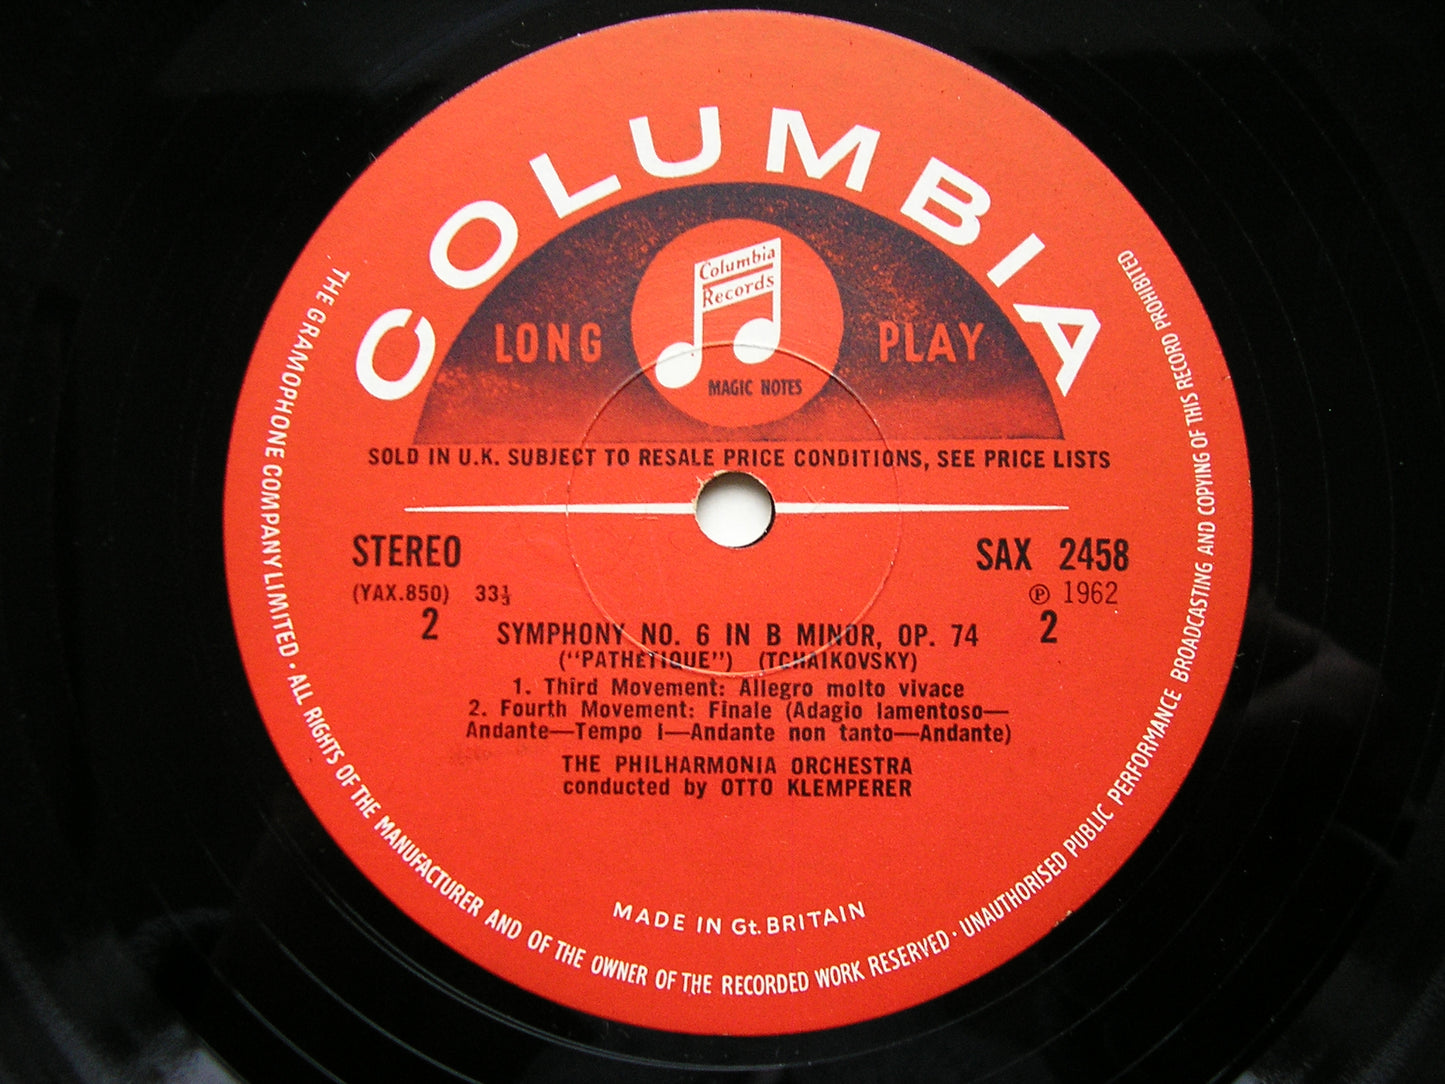 COLUMBIA
Columbia
Records
LONG PLAY
MAGIC NOTES
SOLD IN U.K. SUBJECT TO RESALE PRICE CONDITIONS, SEE PRICE LISTS
STEREO SAX 2458
(YAX.850) 33⅓ ℗ 1962
2 2
SYMPHONY NO. 6 IN B MINOR, OP. 74
("PATHETIQUE") (TCHAIKOVSKY)
1. Third Movement: Allegro molto vivace
2. Fourth Movement: Finale (Adagio lamentoso—
Andante—Tempo I—Andante non tanto—Andante)
THE PHILHARMONIA ORCHESTRA
conducted by OTTO KLEMPERER
MADE IN Gt. BRITAIN
THE GRAMOPHONE COMPANY LIMITED · ALL RIGHTS OF THE MANUFACTURER AND OF THE OWNER OF THE RECORDED WORK RESERVED · UNAUTHORISED PUBLIC PERFORMANCE BROADCASTING AND COPYING OF THIS RECORD PROHIBITED